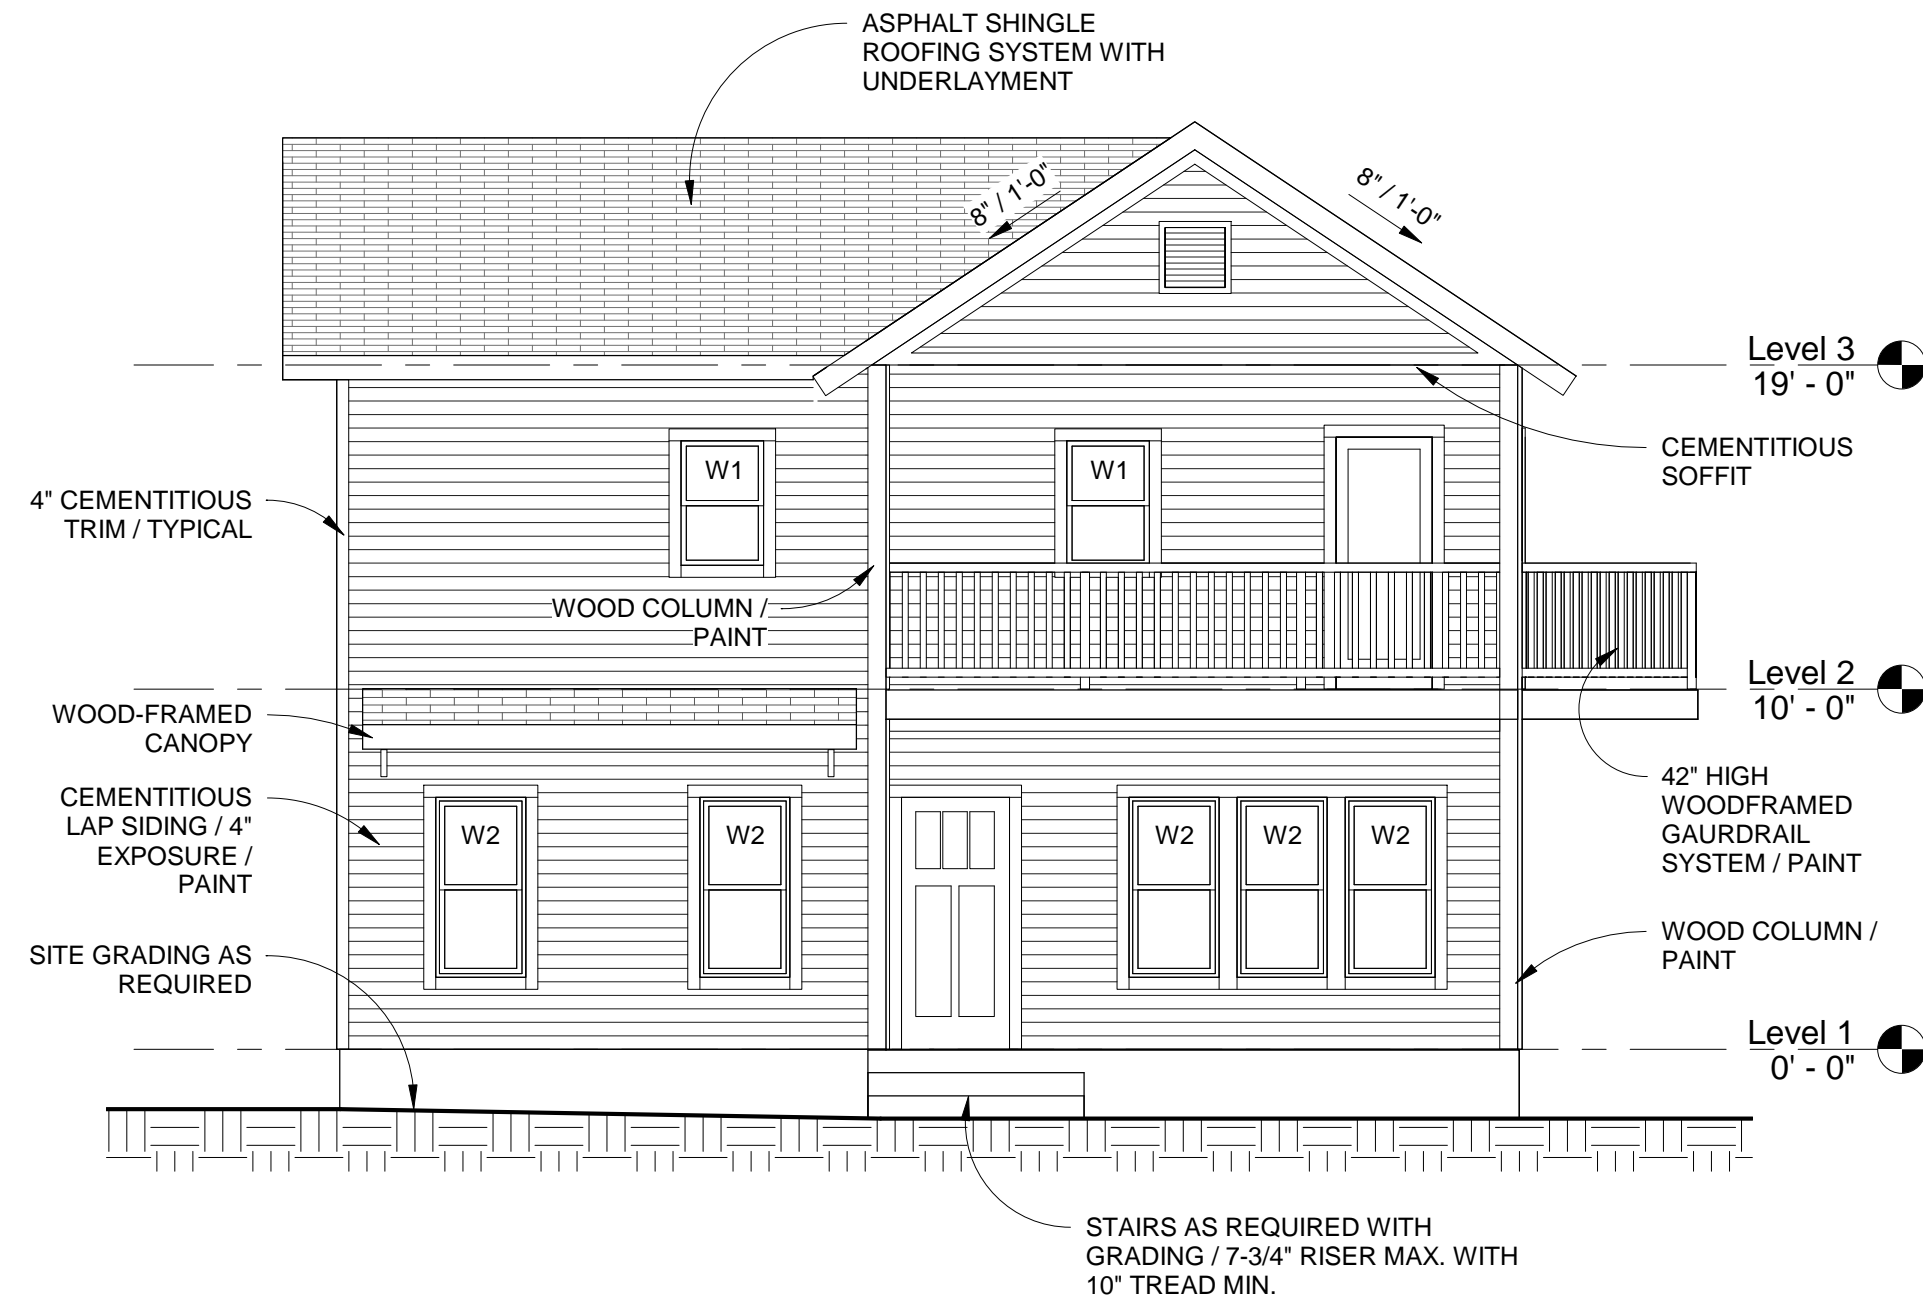 ASPHALT SHINGLE
ROOFING SYSTEM WITH
UNDERLAYMENT
8" / 1'-0"
8" / 1'-0"
Level 3
19' - 0"
CEMENTITIOUS
SOFFIT
W1
W1
4" CEMENTITIOUS
TRIM / TYPICAL
WOOD COLUMN /
PAINT
Level 2
10' - 0"
WOOD-FRAMED
CANOPY
42" HIGH
WOODFRAMED
GAURDRAIL
SYSTEM / PAINT
CEMENTITIOUS
LAP SIDING / 4"
EXPOSURE /
PAINT
W2
W2
W2
W2
W2
SITE GRADING AS
REQUIRED
WOOD COLUMN /
PAINT
Level 1
0' - 0"
STAIRS AS REQUIRED WITH
GRADING / 7-3/4" RISER MAX. WITH
10" TREAD MIN.